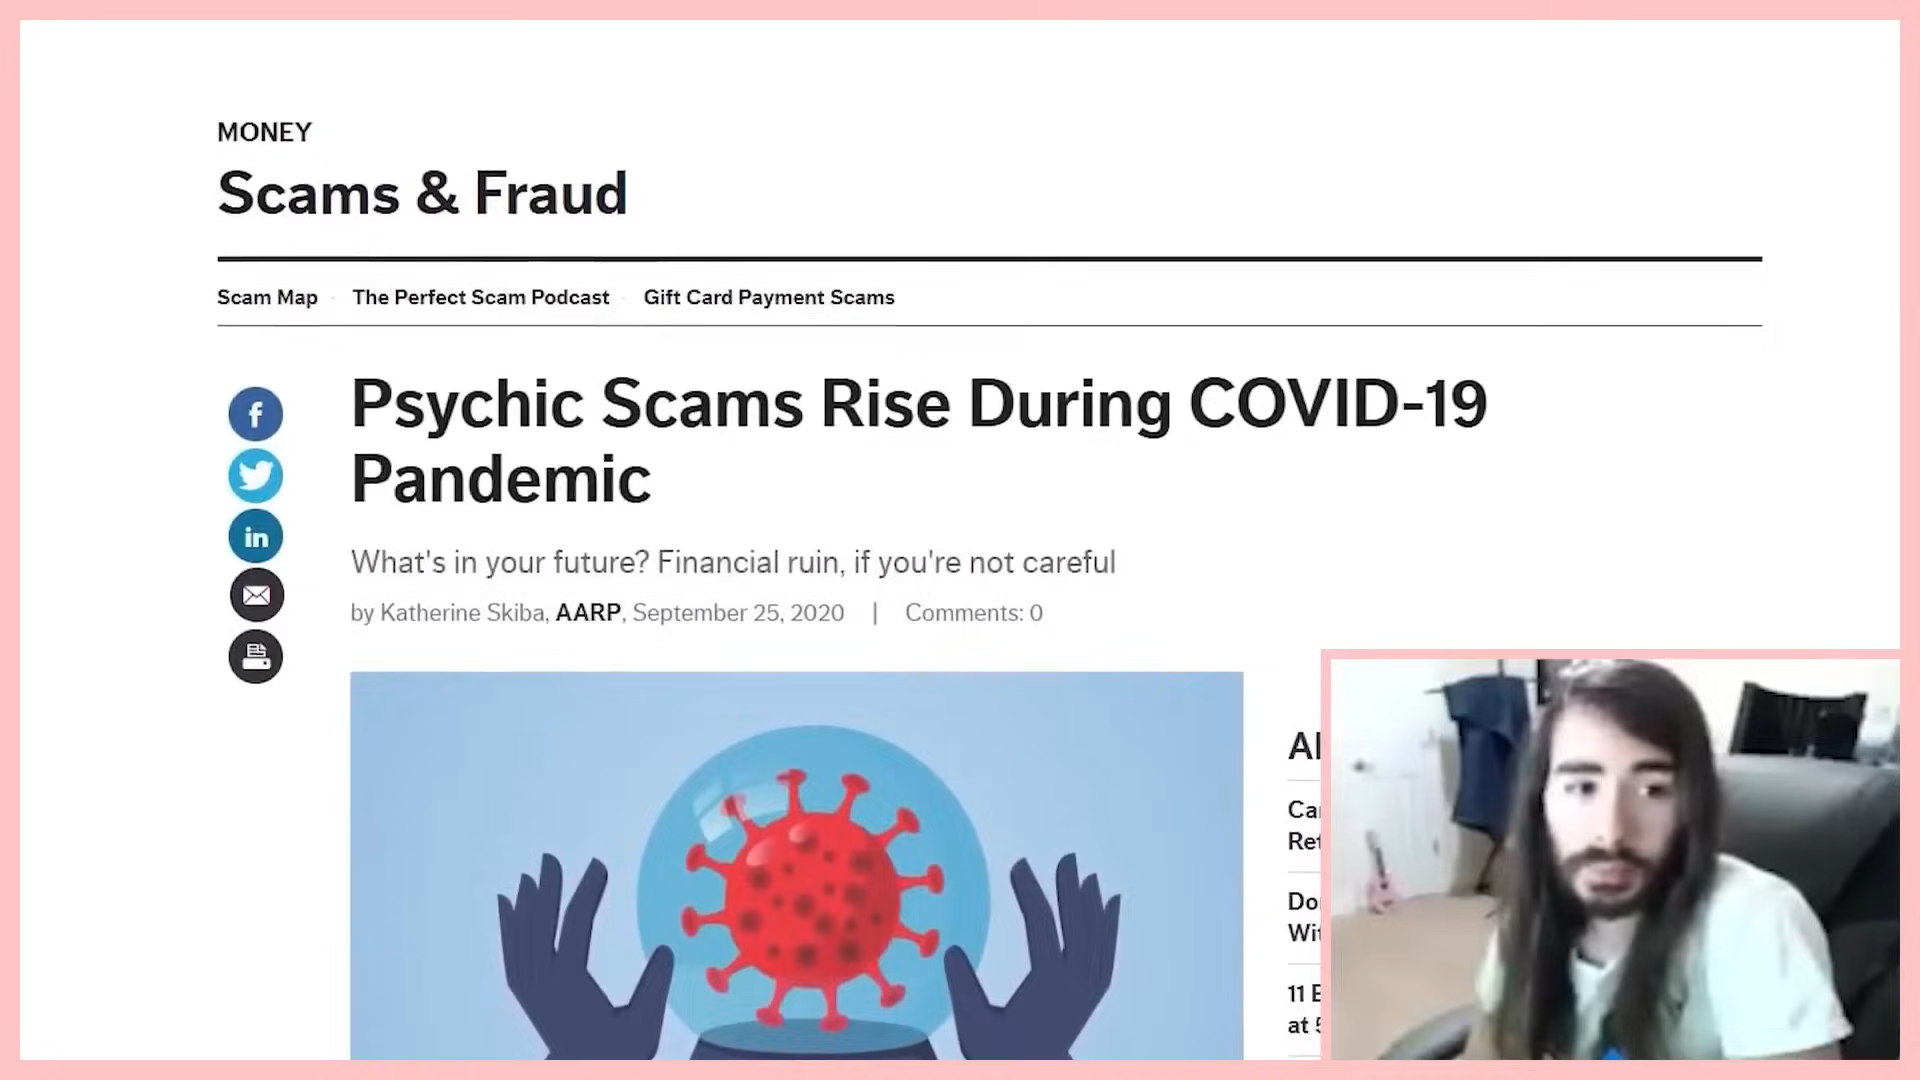 MONEY
Scams & Fraud
Scam Map
The Perfect Scam Podcast
Gift Card Payment Scams
Psychic Scams Rise During COVID-19
Pandemic
What's in your future? Financial ruin, if you're not careful
by Katherine Skiba, AARP, September 25, 2020 | Comments: 0
at